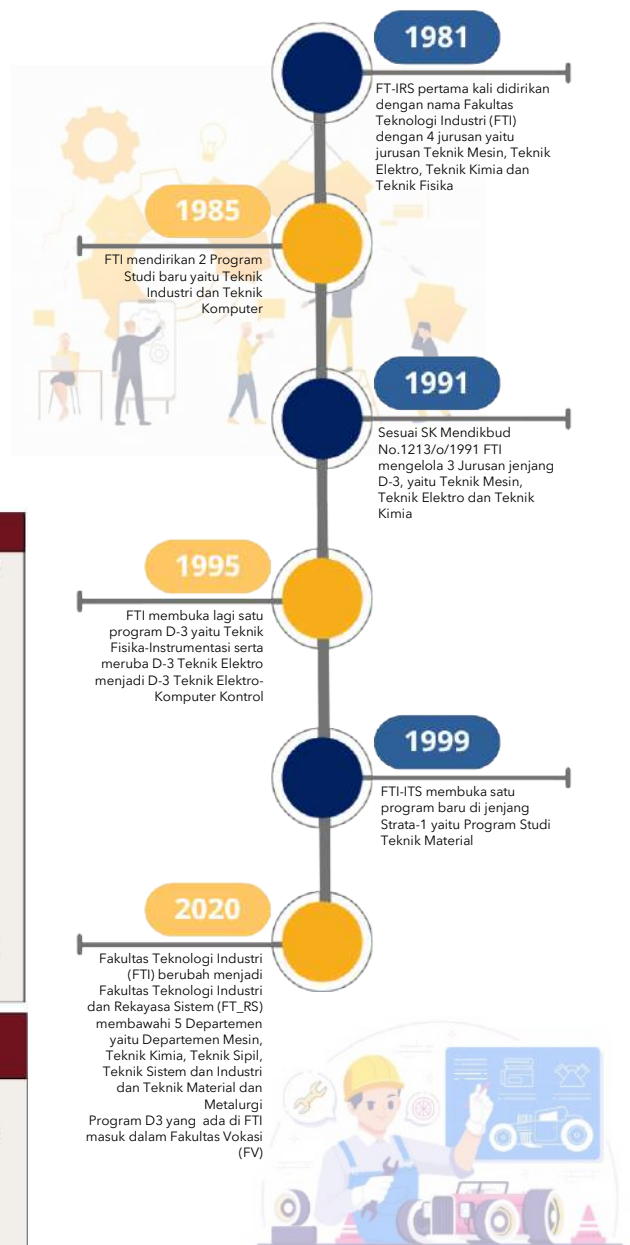 1981
FT-IRS pertama kali didirikan
dengan nama Fakultas
Teknologi Industri (FTI)
dengan 4 jurusan yaitu
jurusan Teknik Mesin, Teknik
Elektro, Teknik Kimia dan
Teknik Fisika
1985
FTI mendirikan 2 Program
Studi baru yaitu Teknik
Industri dan Teknik
Komputer
1991
Sesuai SK Mendikbud
No.1213/o/1991 FTI
mengelola 3 Jurusan jenjang
D-3, yaitu Teknik Mesin,
Teknik Elektro dan Teknik
Kimia
1995
FTI membuka lagi satu
program D-3 yaitu Teknik
Fisika-Instrumentasi serta
meruba D-3 Teknik Elektro
menjadi D-3 Teknik Elektro-
Komputer Kontrol
1999
FTI-ITS membuka satu
program baru di jenjang
Strata-1 yaitu Program Studi
Teknik Material
2020
Fakultas Teknologi Industri
(FTI) berubah menjadi
Fakultas Teknologi Industri
dan Rekayasa Sistem (FT_RS)
membawahi 5 Departemen
yaitu Departemen Mesin,
Teknik Kimia, Teknik Sipil,
Teknik Sistem dan Industri
dan Teknik Material dan
Metalurgi
Program D3 yang ada di FTI
masuk dalam Fakultas Vokasi
(FV)